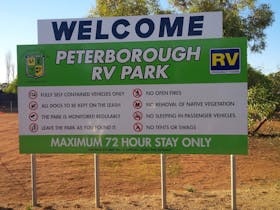 WELCOME
PETERBOROUGH
RV PARK
RV
FULLY SELF CONTAINED VEHICLES ONLY
ALL DOGS TO BE KEPT ON THE LEASH
THE PARK IS MONITORED REGULARLY
LEAVE THE PARK AS YOU FOUND IT
NO OPEN FIRES
NO REMOVAL OF NATIVE VEGETATION
NO SLEEPING IN PASSENGER VEHICLES
NO TENTS OR SWAGS
MAXIMUM 72 HOUR STAY ONLY